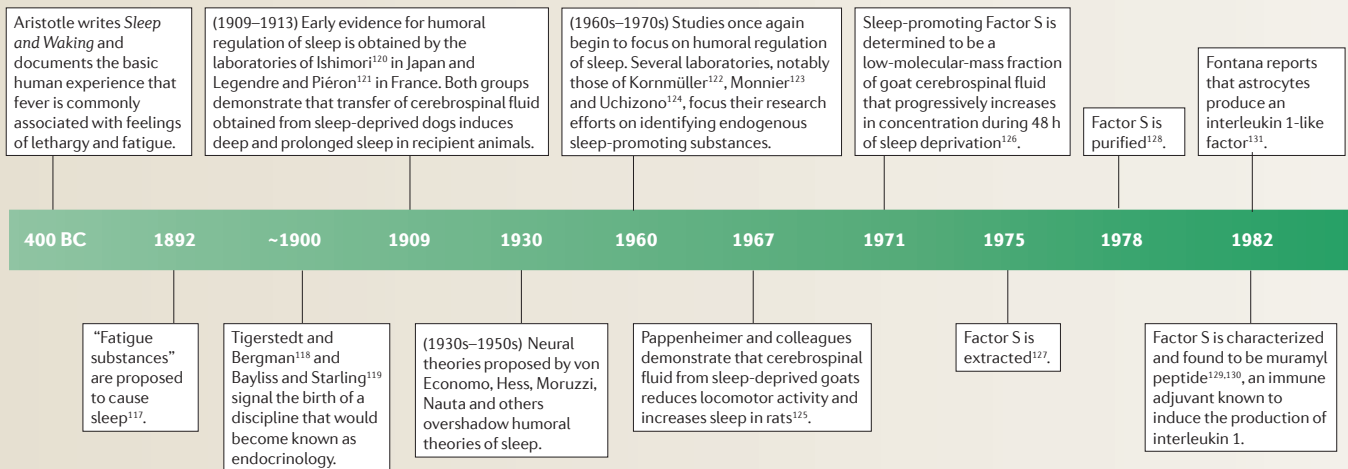 Aristotle writes Sleep
and Waking and
documents the basic
human experience that
fever is commonly
associated with feelings
of lethargy and fatigue.
(1909–1913) Early evidence for humoral
regulation of sleep is obtained by the
laboratories of Ishimori120 in Japan and
Legendre and Piéron121 in France. Both groups
demonstrate that transfer of cerebrospinal fluid
obtained from sleep-deprived dogs induces
deep and prolonged sleep in recipient animals.
(1960s–1970s) Studies once again
begin to focus on humoral regulation
of sleep. Several laboratories, notably
those of Kornmüller122, Monnier123
and Uchizono124, focus their research
efforts on identifying endogenous
sleep-promoting substances.
Sleep-promoting Factor S is
determined to be a
low-molecular-mass fraction
of goat cerebrospinal fluid
that progressively increases
in concentration during 48 h
of sleep deprivation126.
Factor S is
purified128.
Fontana reports
that astrocytes
produce an
interleukin 1-like
factor131.
400 BC 1892 ~1900 1909 1930 1960 1967 1971 1975 1978 1982
“Fatigue
substances”
are proposed
to cause
sleep117.
Tigerstedt and
Bergman118 and
Bayliss and Starling119
signal the birth of a
discipline that would
become known as
endocrinology.
(1930s–1950s) Neural
theories proposed by von
Economo, Hess, Moruzzi,
Nauta and others
overshadow humoral
theories of sleep.
Pappenheimer and colleagues
demonstrate that cerebrospinal
fluid from sleep-deprived goats
reduces locomotor activity and
increases sleep in rats125.
Factor S is
extracted127.
Factor S is characterized
and found to be muramyl
peptide129,130, an immune
adjuvant known to
induce the production of
interleukin 1.